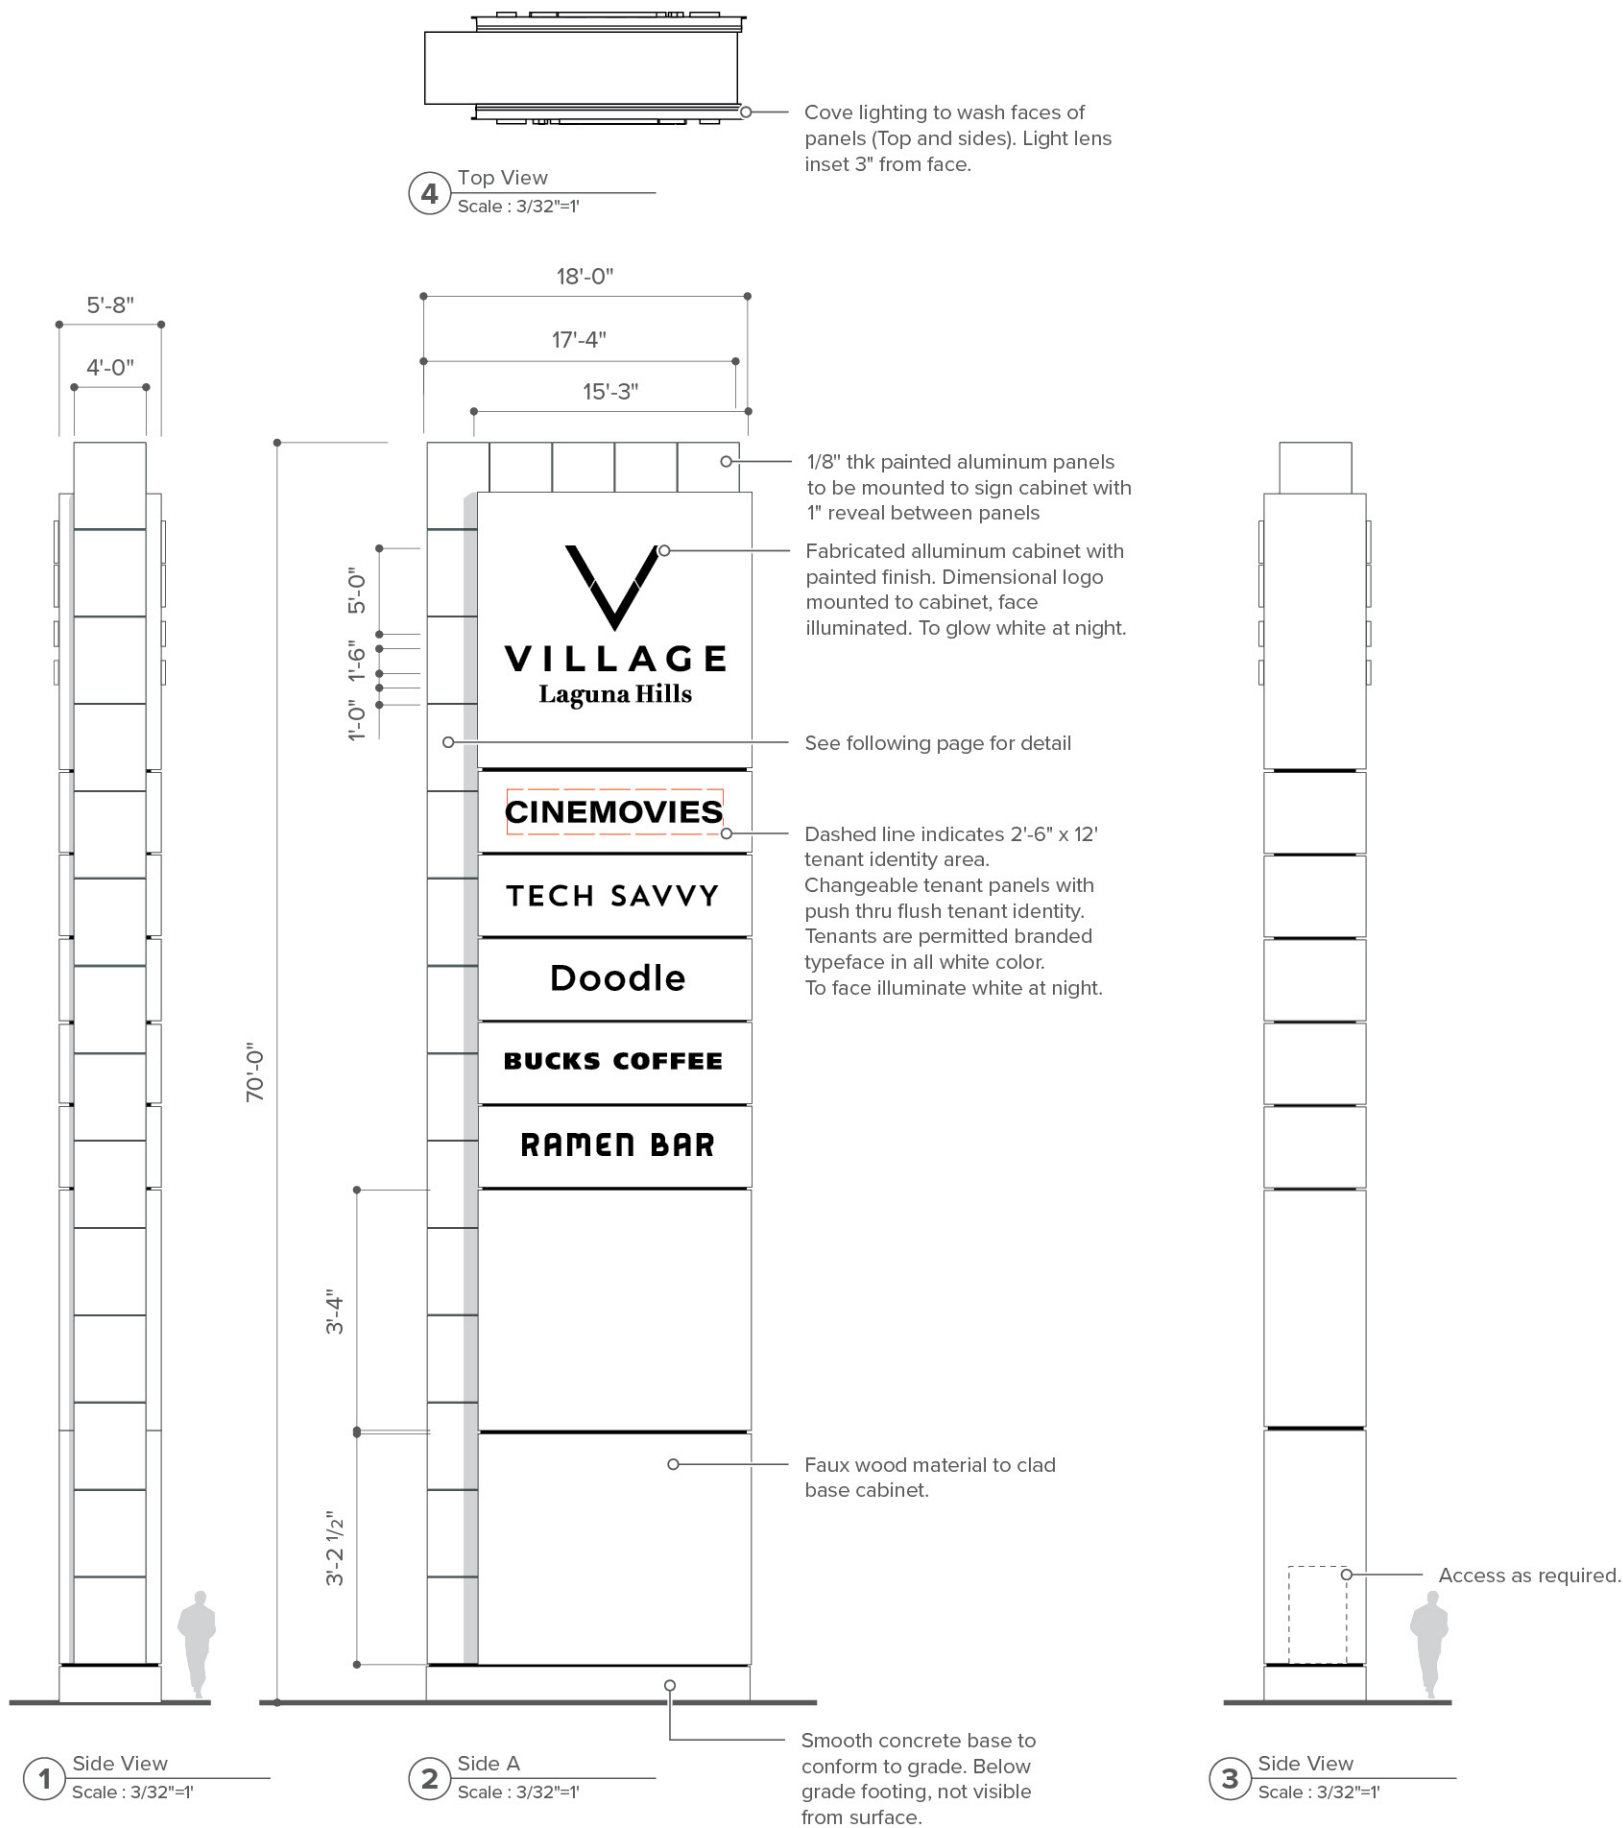 Cove lighting to wash faces of
panels (Top and sides). Light lens
inset 3" from face.
4
Top View
Scale : 3/32"=1'
18'-0"
5'-8"
17'-4"
4'-0"
15'-3"
1/8" thk painted aluminum panels
to be mounted to sign cabinet with
1" reveal between panels
Fabricated alluminum cabinet with
painted finish. Dimensional logo
mounted to cabinet, face
illuminated. To glow white at night.
5'-0"
1'-6"
1'-0"
V
VILLAGE
Laguna Hills
See following page for detail
CINEMOVIES
Dashed line indicates 2'-6" x 12'
tenant identity area.
Changeable tenant panels with
push thru flush tenant identity.
Tenants are permitted branded
typeface in all white color.
To face illuminate white at night.
TECH SAVVY
Doodle
BUCKS COFFEE
RAMEN BAR
70'-0"
3'-4"
3'-2 1/2"
Faux wood material to clad
base cabinet.
Access as required.
Smooth concrete base to
conform to grade. Below
grade footing, not visible
from surface.
1
Side View
Scale : 3/32"=1'
2
Side A
Scale : 3/32"=1'
3
Side View
Scale : 3/32"=1'